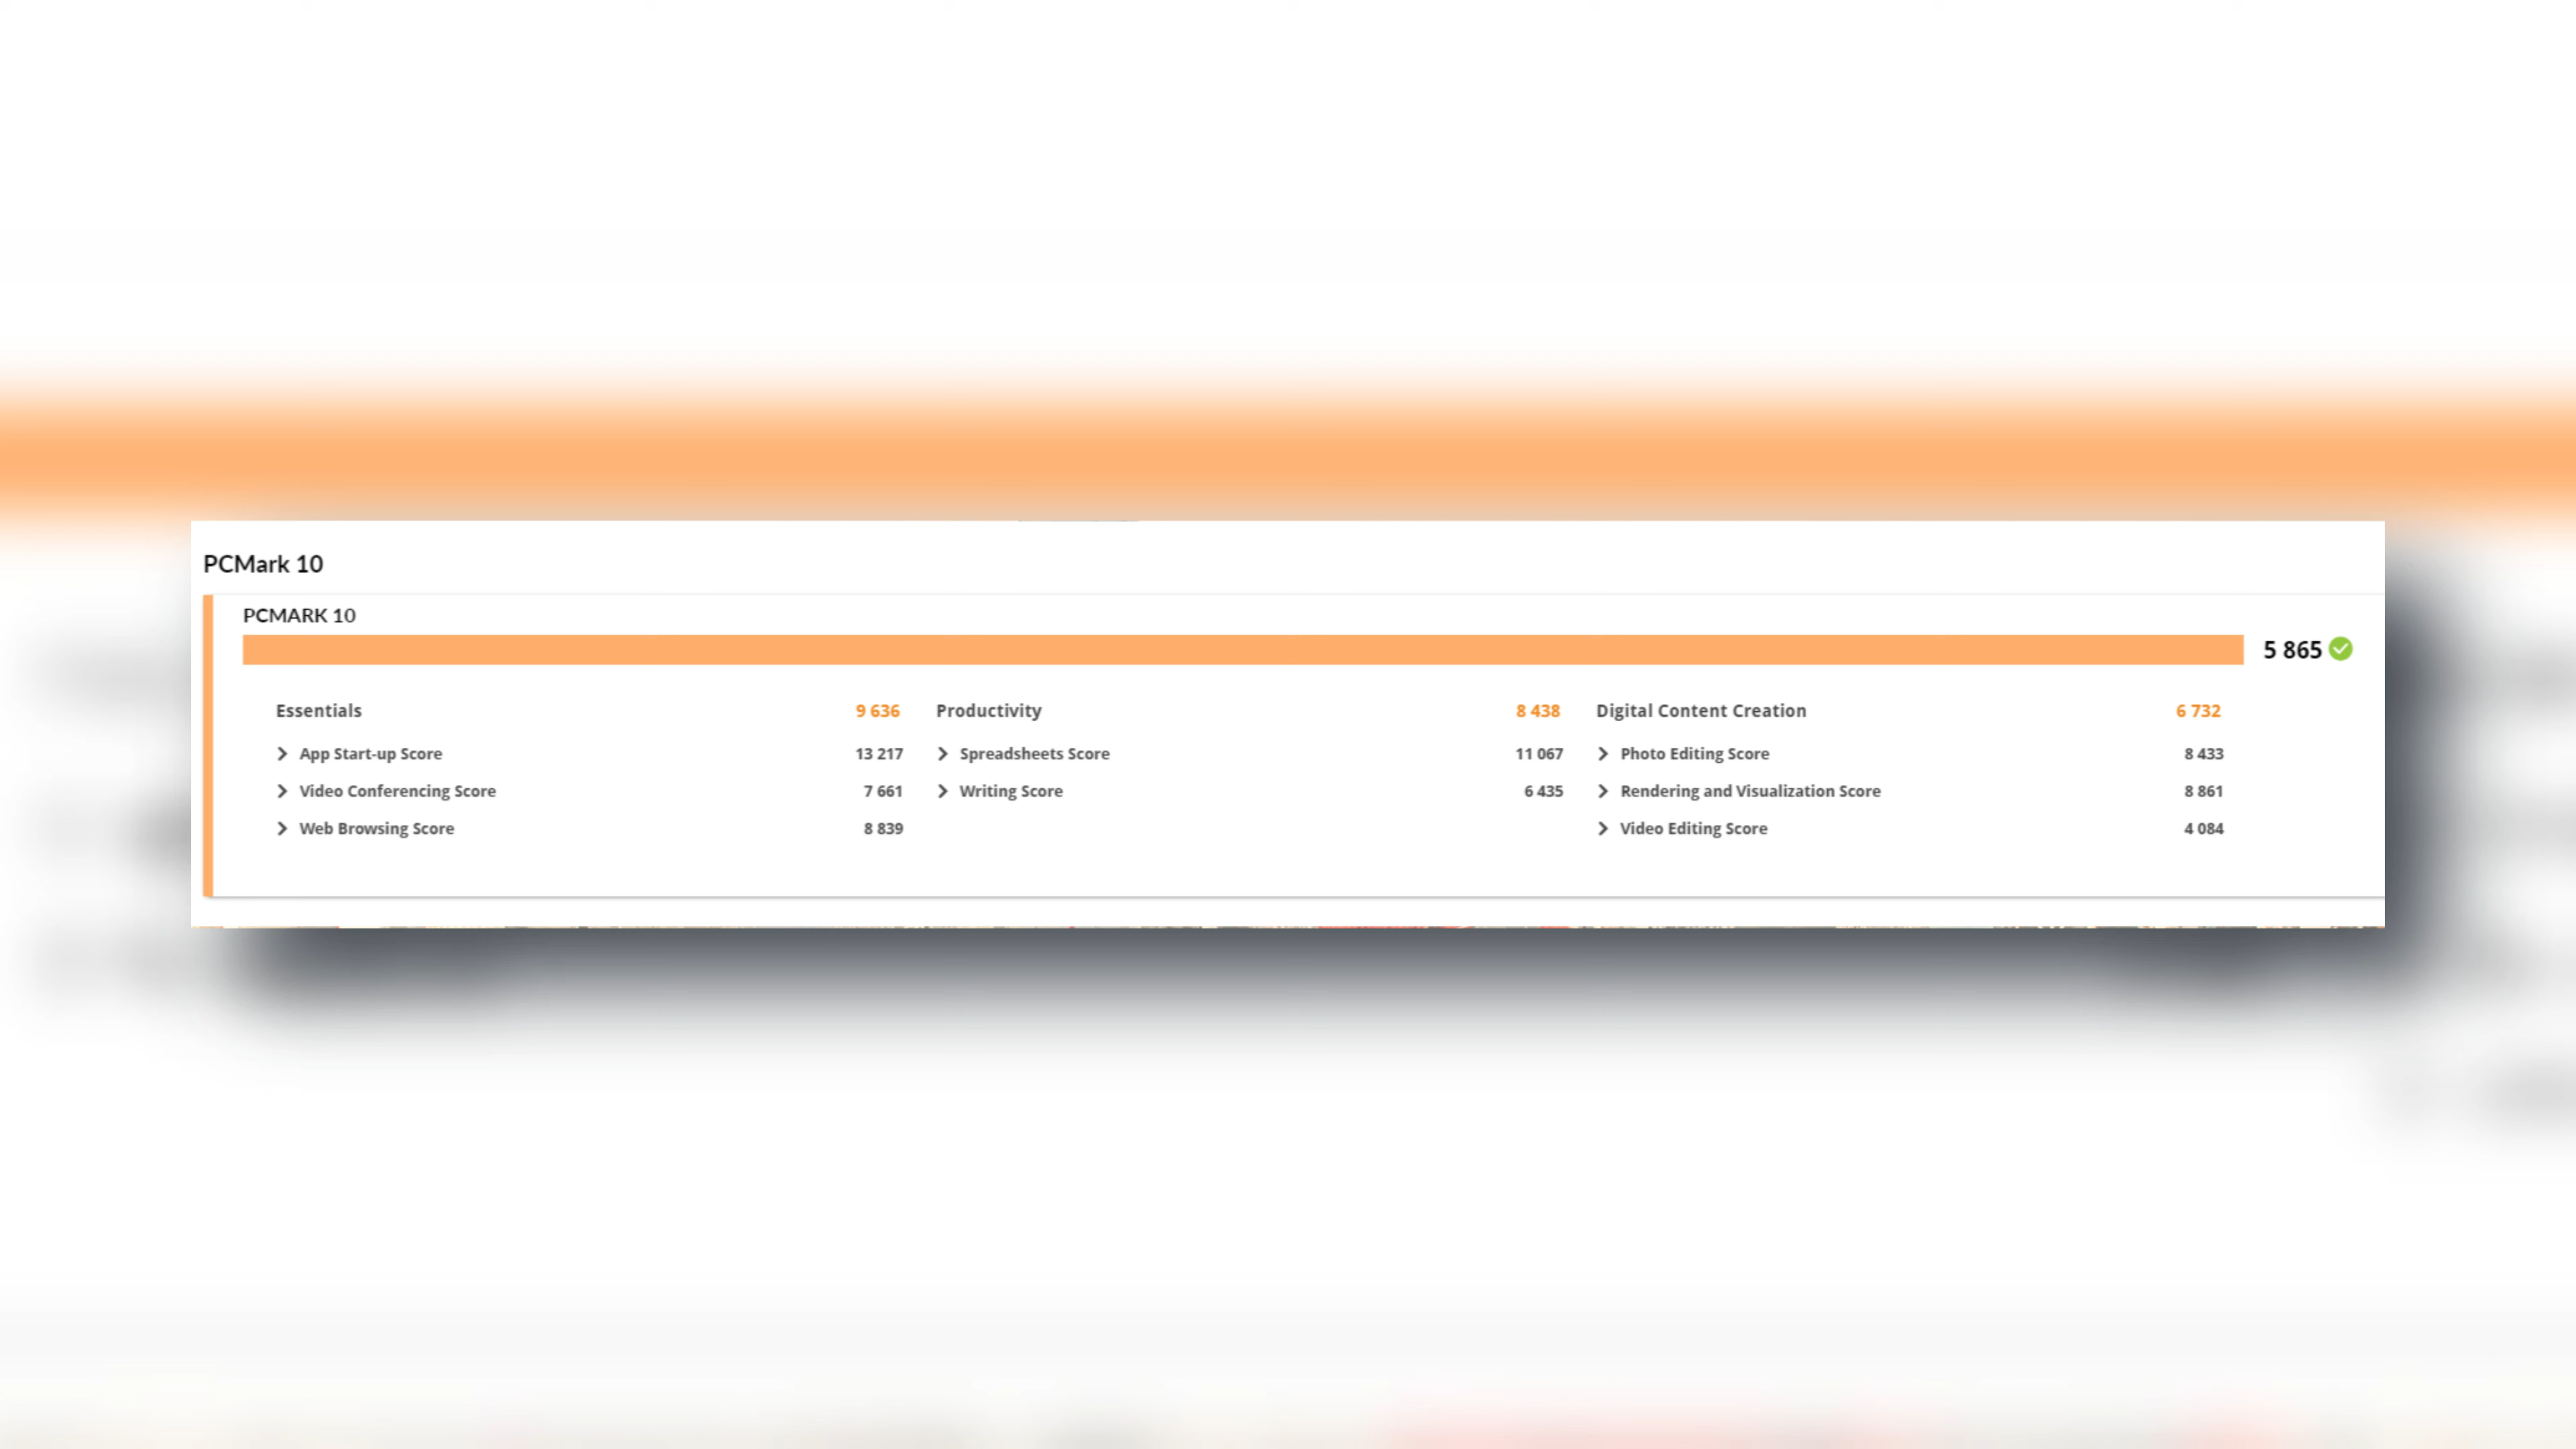 PCMark 10
PCMARK 10
5 865
Essentials 9 636
App Start-up Score 13 217
Video Conferencing Score 7 661
Web Browsing Score 8 839
Productivity 8 438
Spreadsheets Score 11 067
Writing Score 6 435
Digital Content Creation 6 732
Photo Editing Score 8 433
Rendering and Visualization Score 8 861
Video Editing Score 4 084